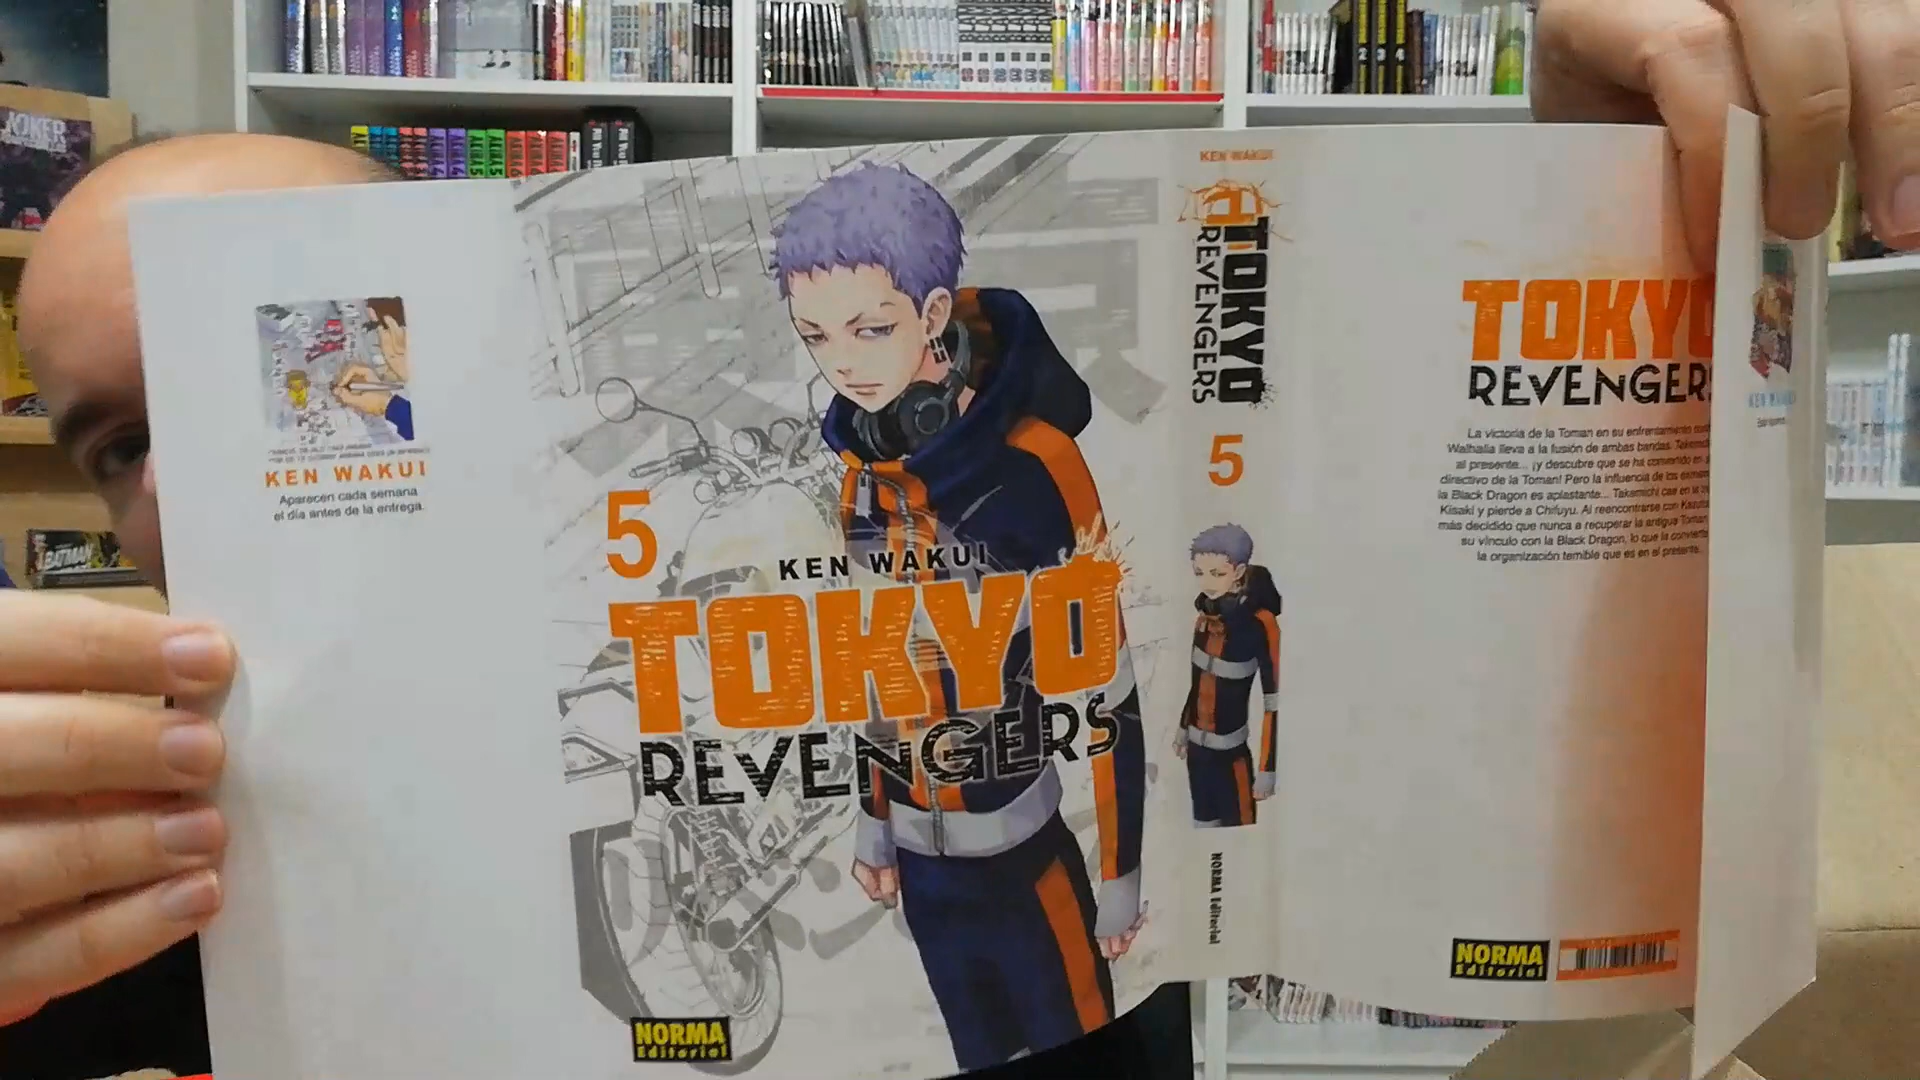 JOKER
BATMAN
KEN WAKUI
Aparecen cada semana
el día antes de la entrega.
5
KEN WAKUI
TOKYO
REVENGERS
NORMA
Editorial
KEN WAKUI
TOKYO
REVENGERS
5
NORMA Editorial
TOKYO
REVENGERS
La victoria de la Toman en su enfrentamiento
Walhalla lleva a la fusión de ambas bandas.
al presente... ¡y descubre que se ha convertido en
directivo de la Toman! Pero la influencia de los
la Black Dragon es aplastante... Takemichi cae en la
Kisaki y pierde a Chifuyu. Al reencontrarse con
más decidido que nunca a recuperar la antigua Toman
su vínculo con la Black Dragon, lo que la convierte
la organización temible que es en el presente.
NORMA
Editorial
KEN